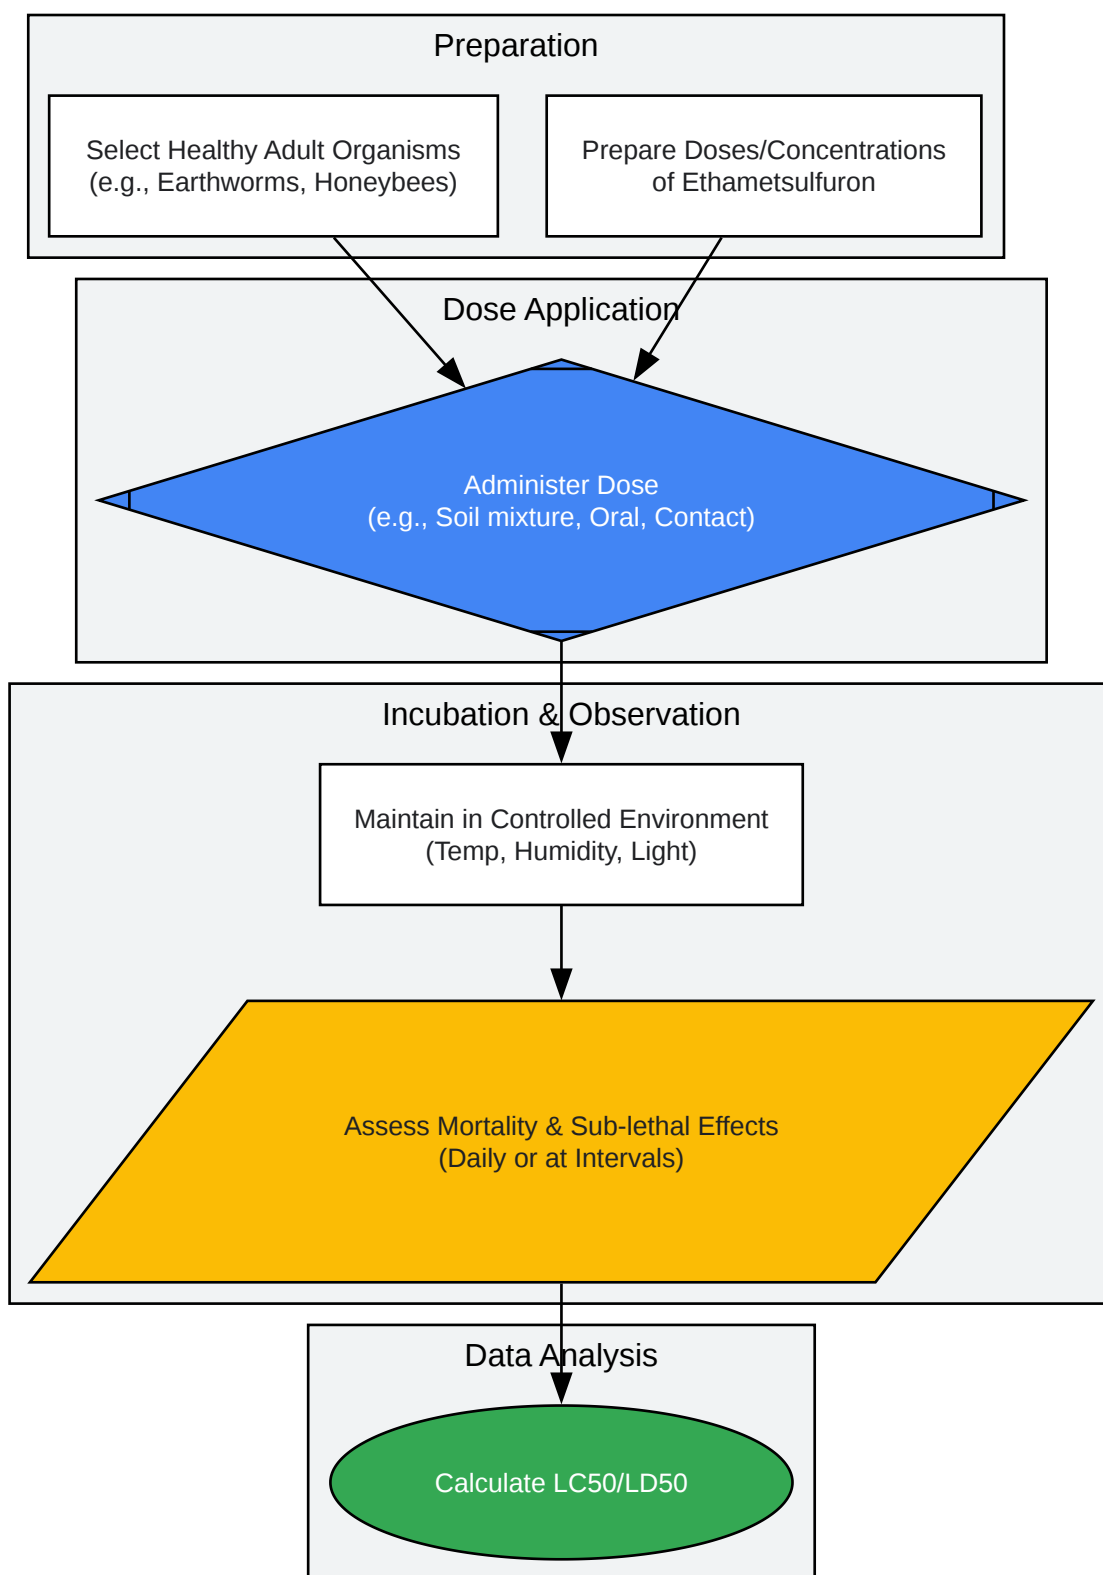 Preparation
Select Healthy Adult Organisms
(e.g., Earthworms, Honeybees)
Prepare Doses/Concentrations
of Ethametsulfuron
Dose Application
Administer Dose
(e.g., Soil mixture, Oral, Contact)
Incubation & Observation
Maintain in Controlled Environment
(Temp, Humidity, Light)
Assess Mortality & Sub-lethal Effects
(Daily or at Intervals)
Data Analysis
Calculate LC50/LD50